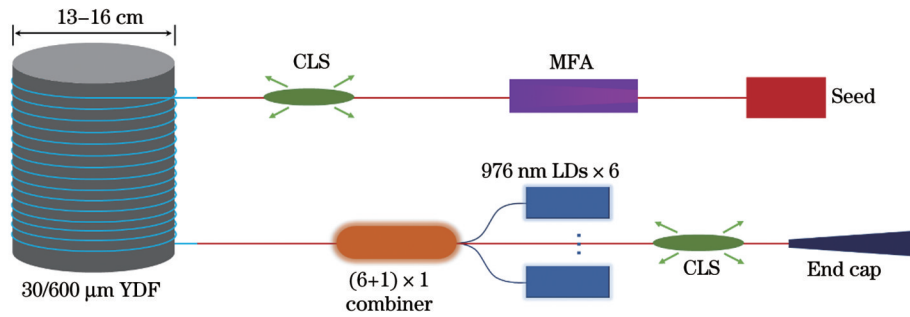 13–16 cm
CLS
MFA
Seed
976 nm LDs × 6
(6+1) × 1
combiner
CLS
End cap
30/600 μm YDF